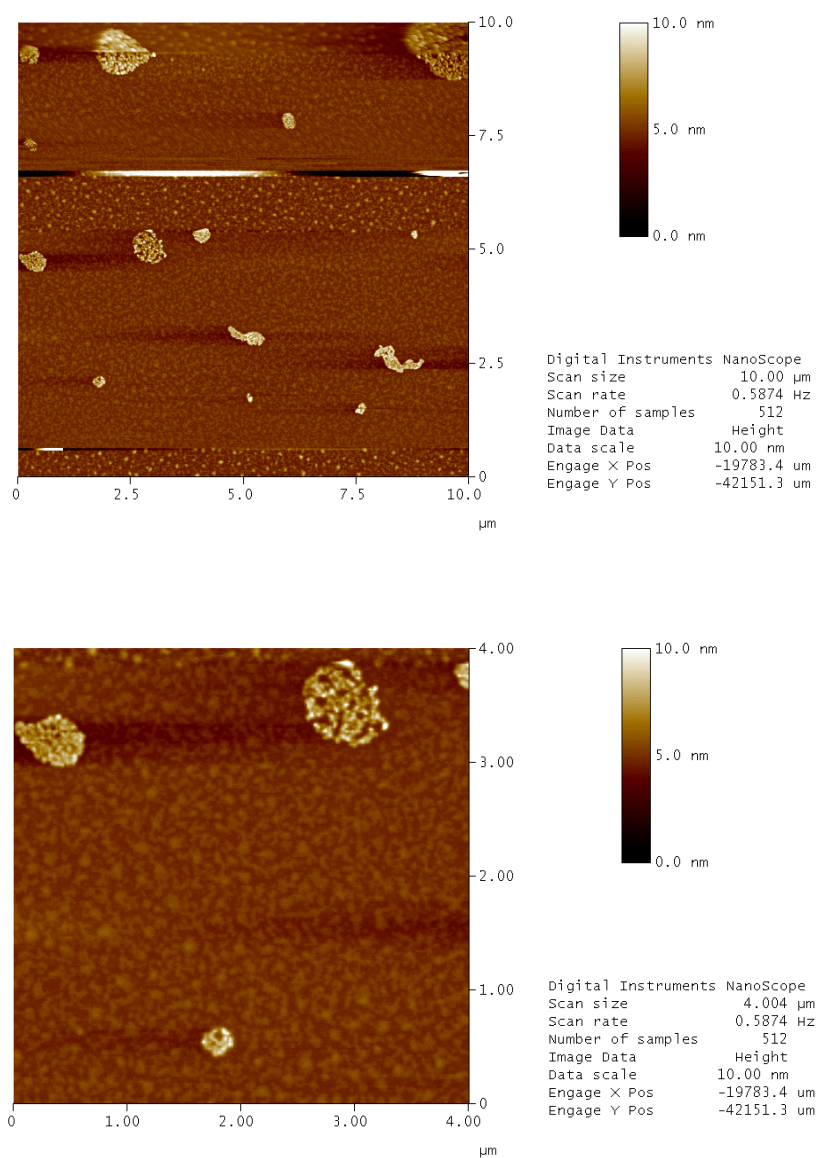 10.0
10.0 nm
7.5
5.0 nm
5.0
0.0 nm
2.5
Digital Instruments NanoScope
Scan size 10.00 µm
Scan rate 0.5874 Hz
Number of samples 512
Image Data Height
Data scale 10.00 nm
Engage X Pos -19783.4 um
Engage Y Pos -42151.3 um
0
0 2.5 5.0 7.5 10.0
µm
4.00
10.0 nm
3.00
5.0 nm
2.00
0.0 nm
1.00
Digital Instruments NanoScope
Scan size 4.004 µm
Scan rate 0.5874 Hz
Number of samples 512
Image Data Height
Data scale 10.00 nm
Engage X Pos -19783.4 um
Engage Y Pos -42151.3 um
0
0 1.00 2.00 3.00 4.00
µm